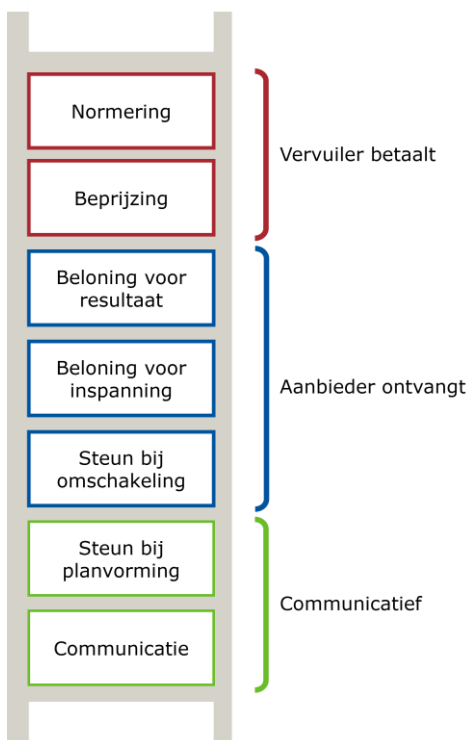 Normering
Beprijzing
Vervuiler betaalt
Beloning voor
resultaat
Beloning voor
inspanning
Steun bij
omschakeling
Aanbieder ontvangt
Steun bij
planvorming
Communicatie
Communicatief